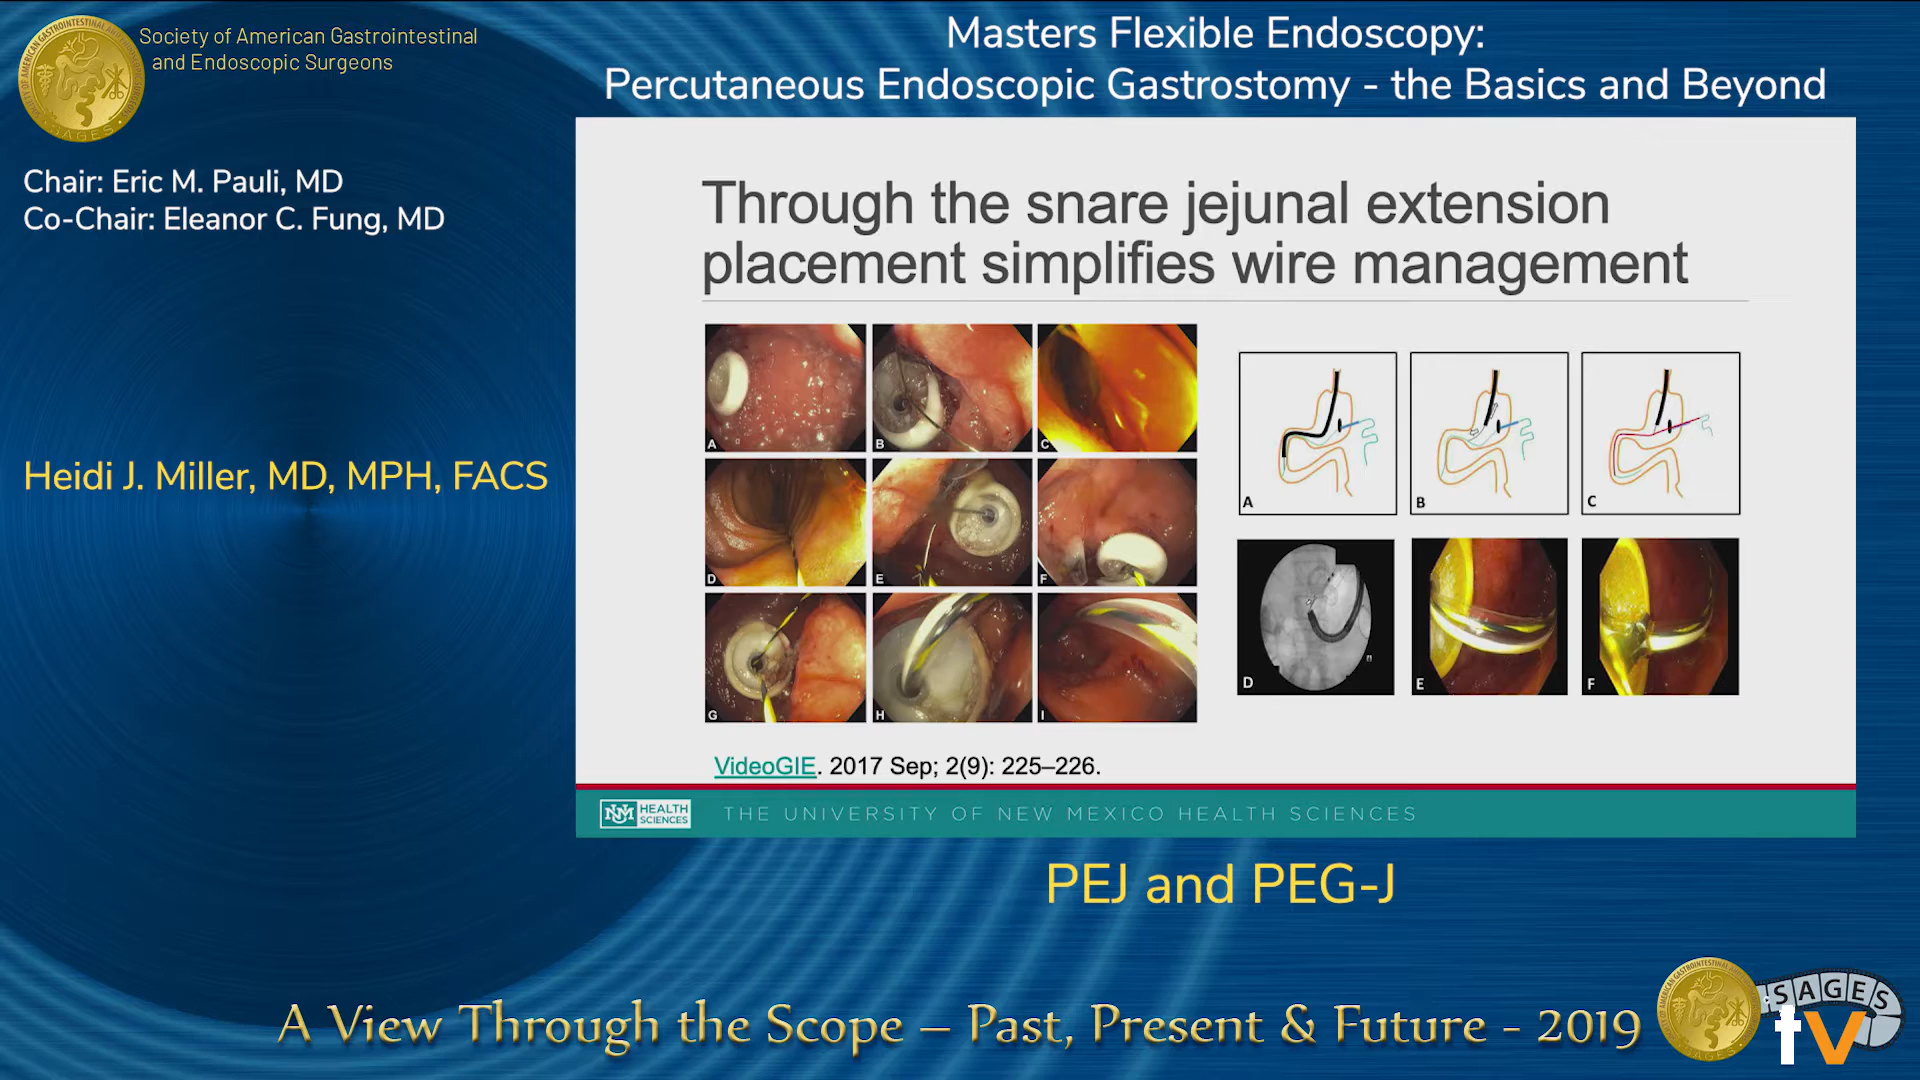 Society of American Gastrointestinal
and Endoscopic Surgeons
Masters Flexible Endoscopy:
Percutaneous Endoscopic Gastrostomy - the Basics and Beyond
Chair: Eric M. Pauli, MD
Co-Chair: Eleanor C. Fung, MD
Heidi J. Miller, MD, MPH, FACS
Through the snare jejunal extension
placement simplifies wire management
A
B
C
D
E
F
G
H
I
A
B
C
D
E
F
VideoGIE. 2017 Sep; 2(9): 225–226.
UNM HEALTH
SCIENCES
THE UNIVERSITY OF NEW MEXICO HEALTH SCIENCES
PEJ and PEG-J
A View Through the Scope – Past, Present & Future - 2019
SAGES
tv